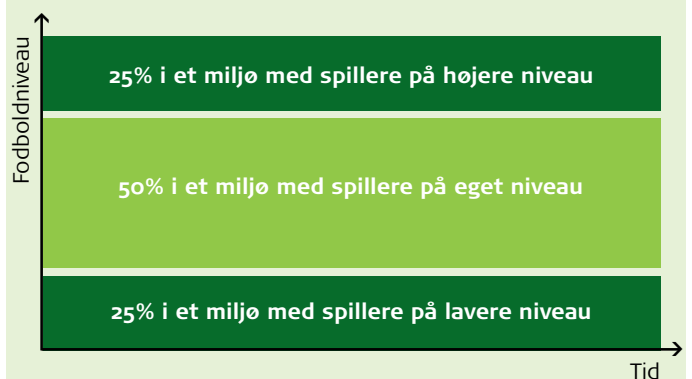 Fodboldniveau
25% i et miljø med spillere på højere niveau
50% i et miljø med spillere på eget niveau
25% i et miljø med spillere på lavere niveau
Tid